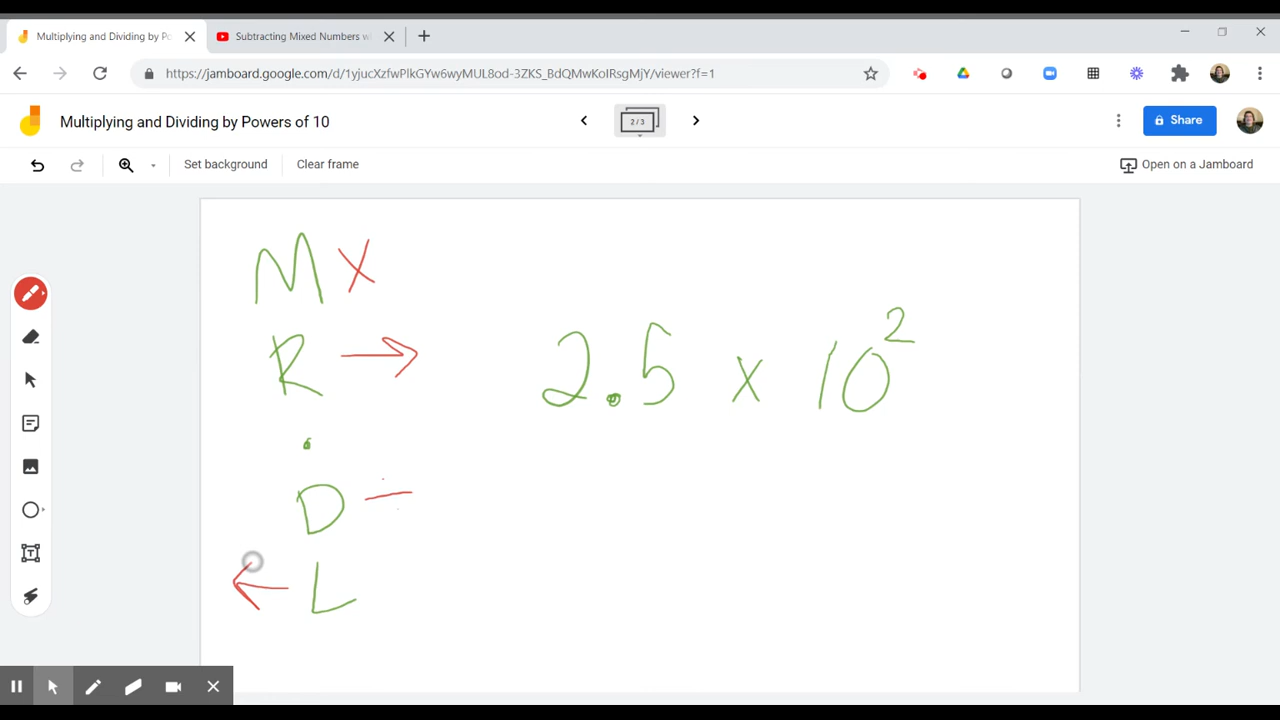 Multiplying and Dividing by P
Subtracting Mixed Numbers w
https://jamboard.google.com/d/1yJucXzfwPlkGYw6wyMUL8od-3ZKS_BdQMwKoIRsgMjY/viewer?f=1
Multiplying and Dividing by Powers of 10
2 / 3
Share
Set background
Clear frame
Open on a Jamboard
M X
R →
2.5 x 10²
.
D ÷
← L